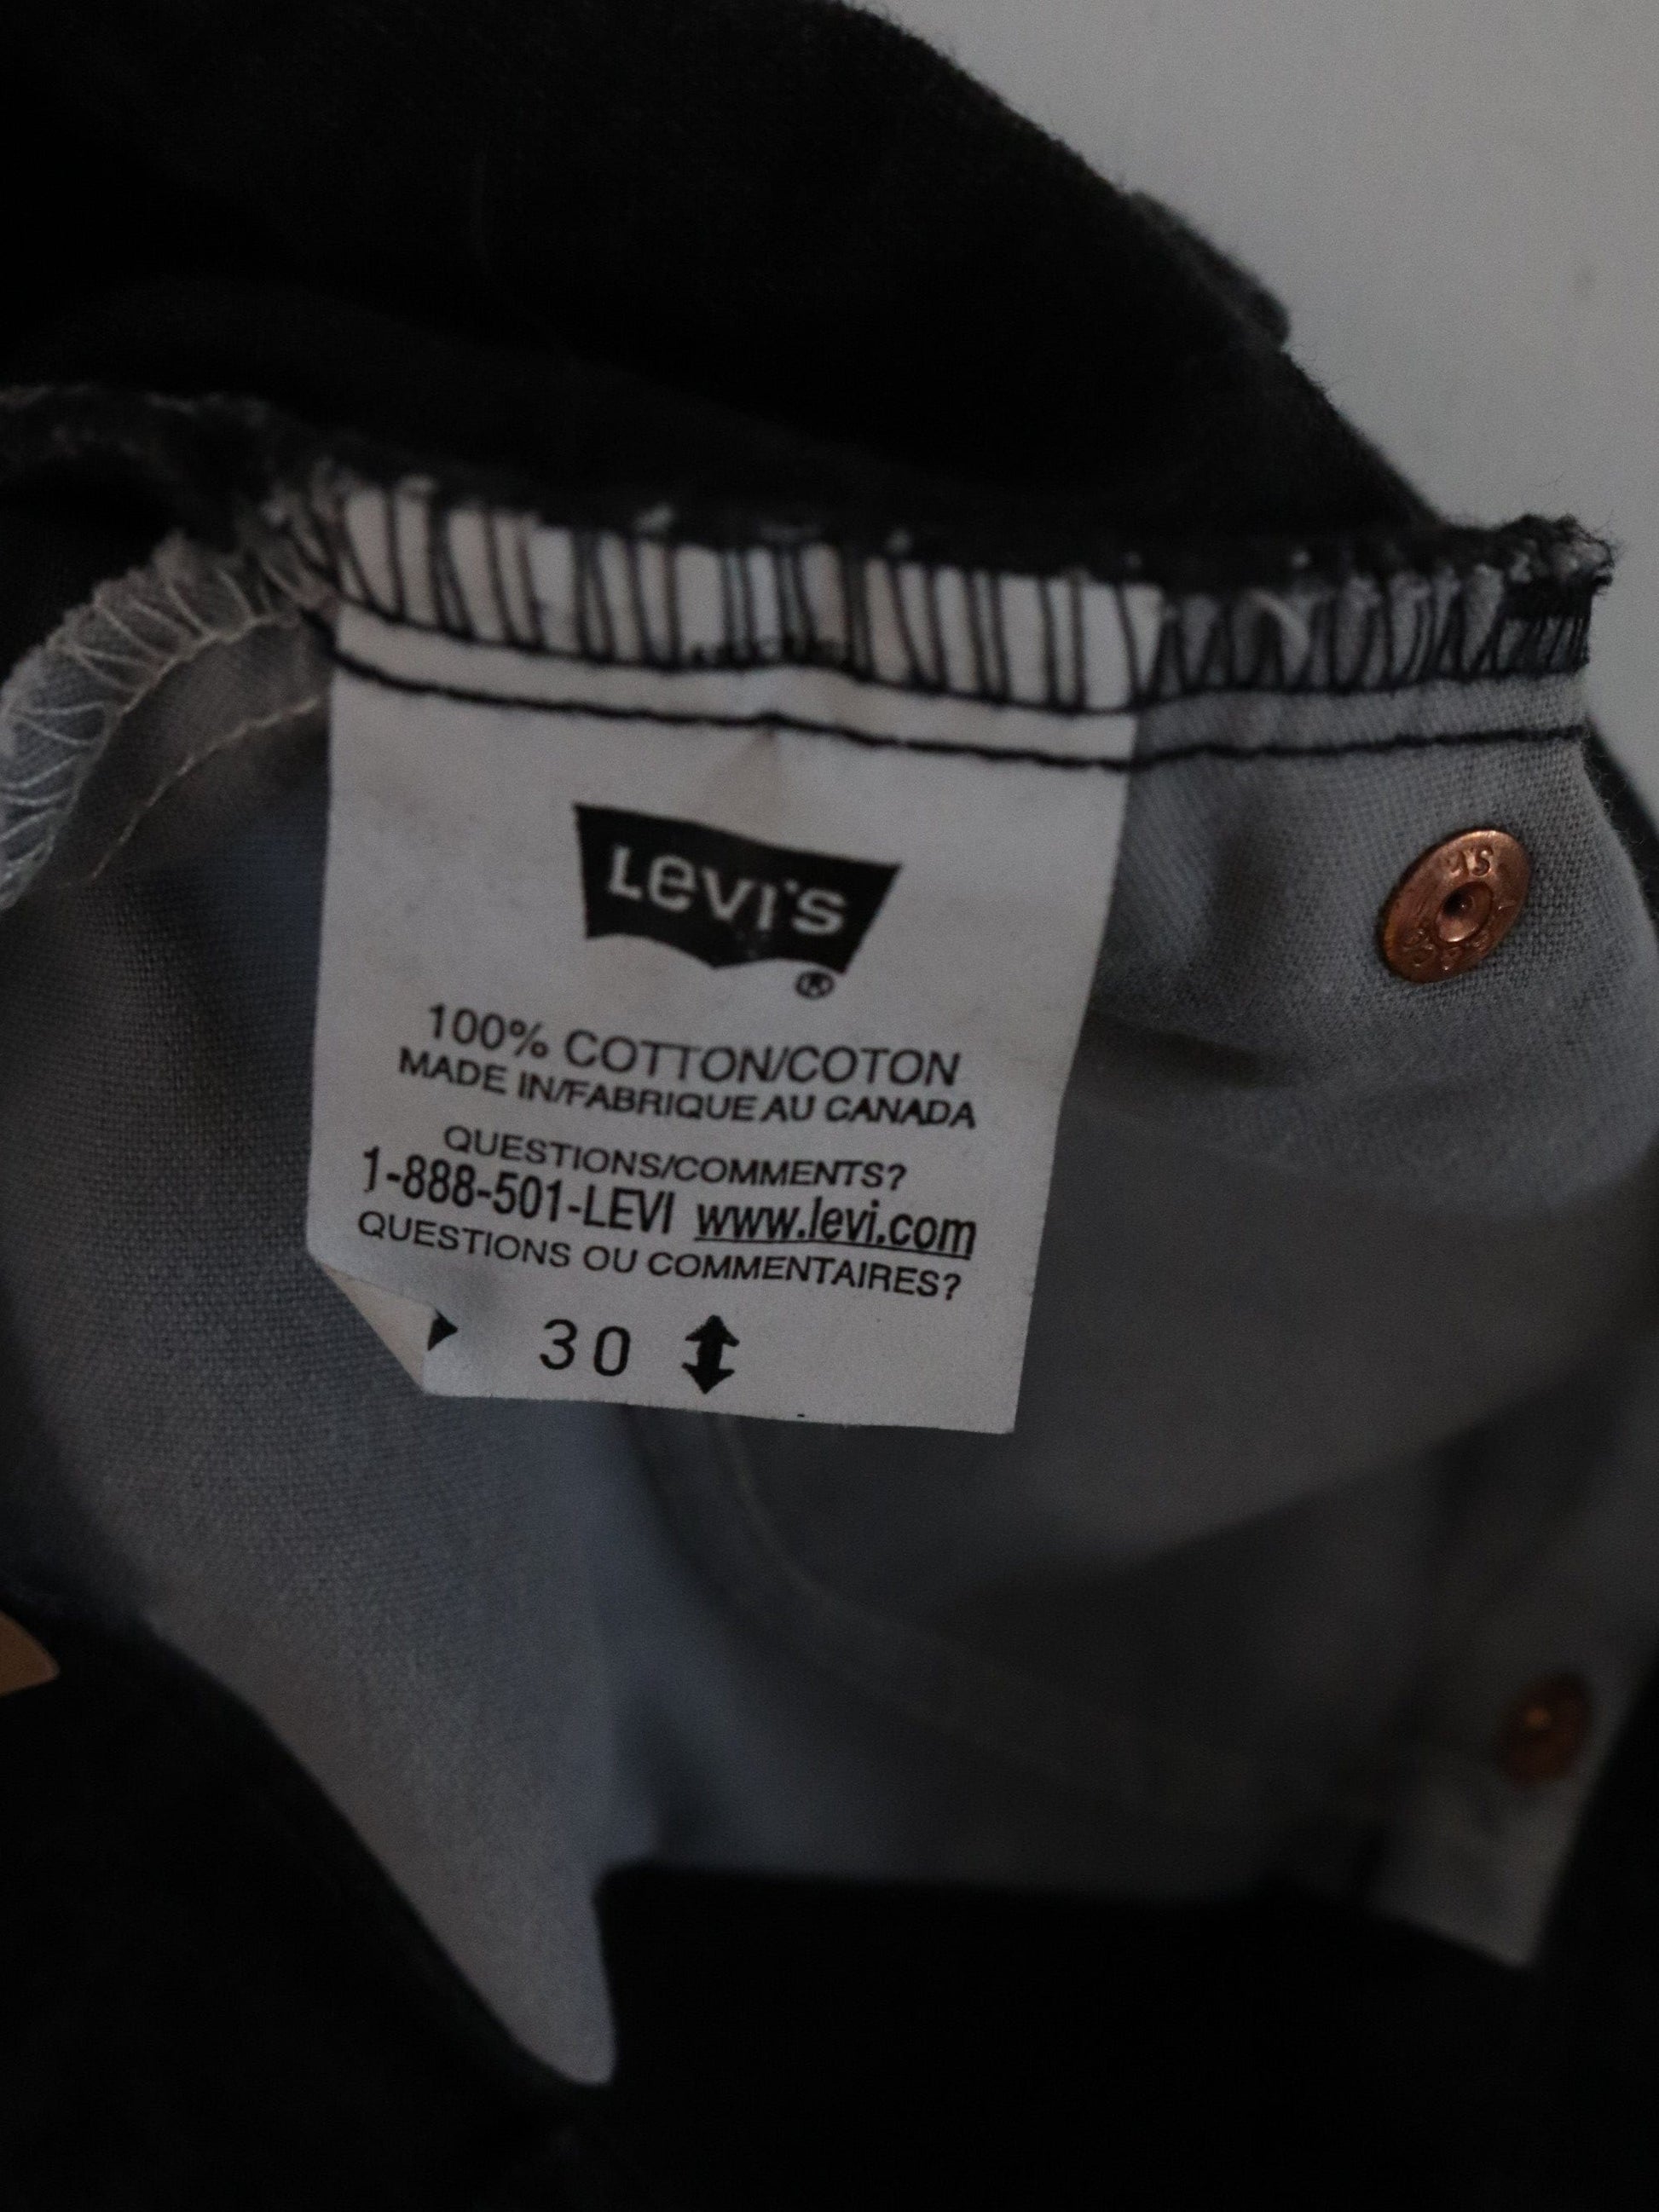 LEVI'S
®
100% COTTON/COTON
MADE IN/FABRIQUE AU CANADA
QUESTIONS/COMMENTS?
1-888-501-LEVI www.levi.com
QUESTIONS OU COMMENTAIRES?
30